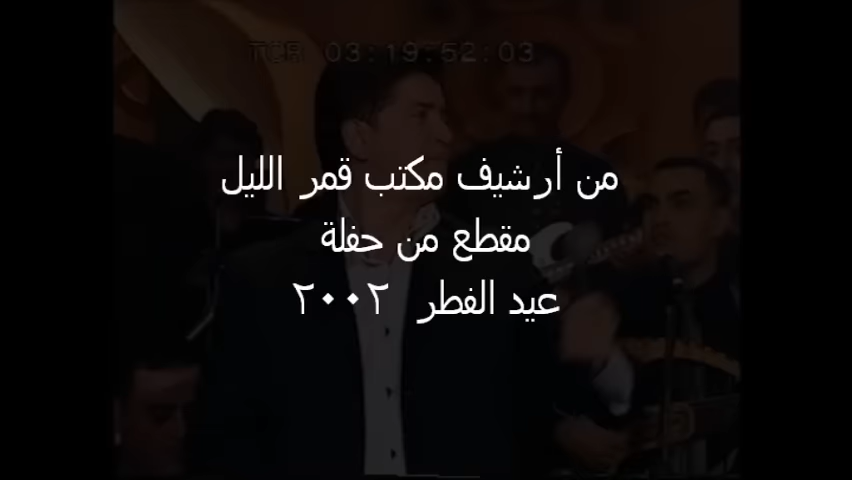 TCR 03:19:52:03
من أرشيف مكتب قمر الليل
مقطع من حفلة
عيد الفطر ٢٠٠٢